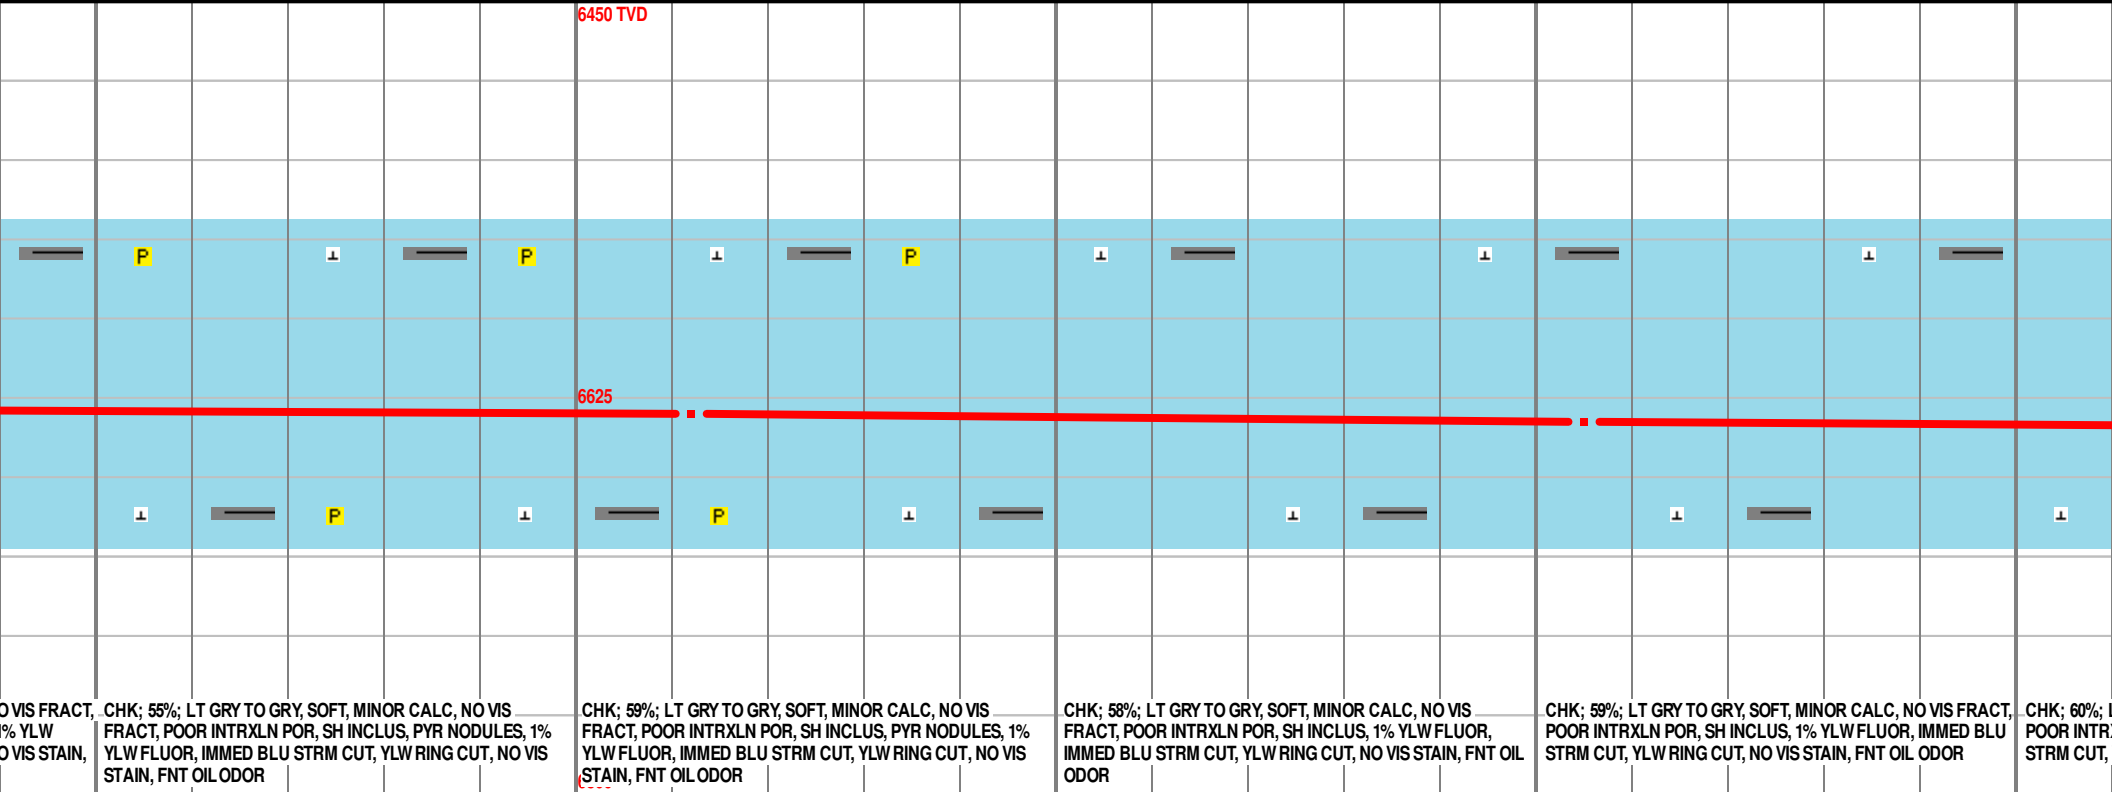 6450 TVD
P
P
P
6625
P
P
O VIS FRACT,
1% YLW
O VIS STAIN,
CHK; 55%; LT GRY TO GRY, SOFT, MINOR CALC, NO VIS
FRACT, POOR INTRXLN POR, SH INCLUS, PYR NODULES, 1%
YLW FLUOR, IMMED BLU STRM CUT, YLW RING CUT, NO VIS
STAIN, FNT OIL ODOR
CHK; 59%; LT GRY TO GRY, SOFT, MINOR CALC, NO VIS
FRACT, POOR INTRXLN POR, SH INCLUS, PYR NODULES, 1%
YLW FLUOR, IMMED BLU STRM CUT, YLW RING CUT, NO VIS
STAIN, FNT OIL ODOR
CHK; 58%; LT GRY TO GRY, SOFT, MINOR CALC, NO VIS
FRACT, POOR INTRXLN POR, SH INCLUS, 1% YLW FLUOR,
IMMED BLU STRM CUT, YLW RING CUT, NO VIS STAIN, FNT OIL
ODOR
CHK; 59%; LT GRY TO GRY, SOFT, MINOR CALC, NO VIS FRACT,
POOR INTRXLN POR, SH INCLUS, 1% YLW FLUOR, IMMED BLU
STRM CUT, YLW RING CUT, NO VIS STAIN, FNT OIL ODOR
CHK; 60%; L
POOR INTR
STRM CUT,